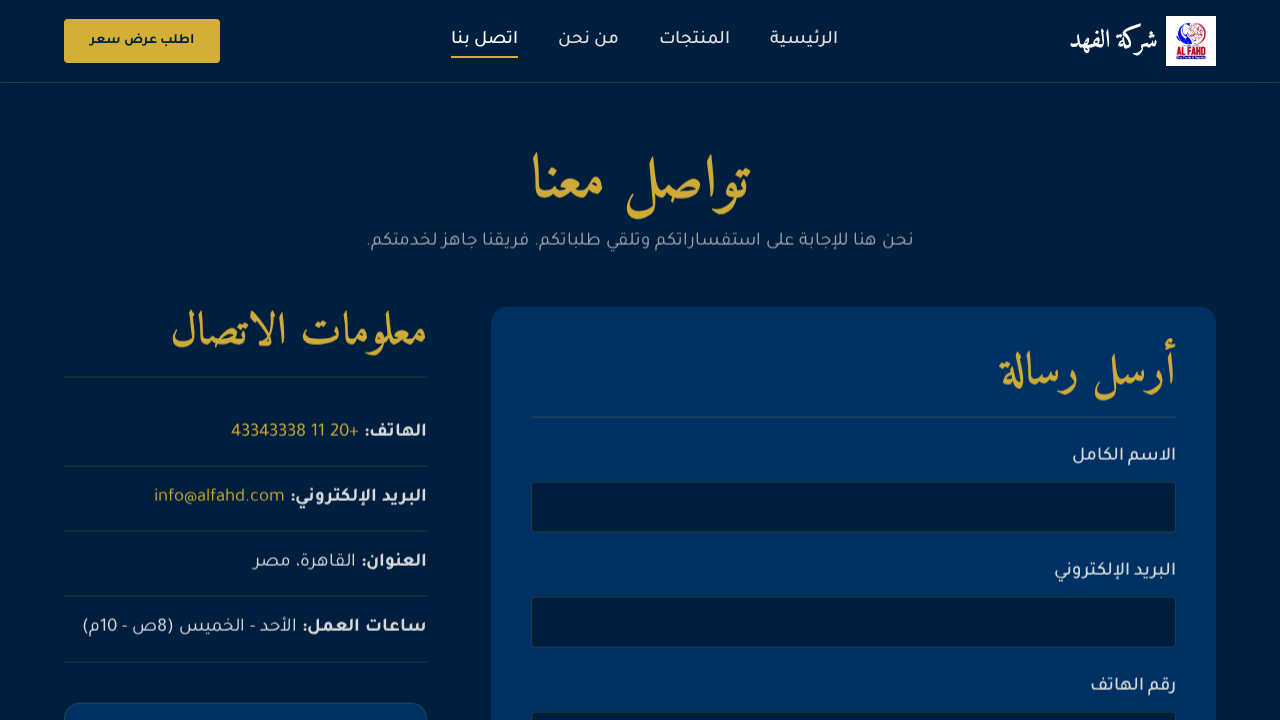 AL FAHD
شركة الفهد
الرئيسية
المنتجات
من نحن
اتصل بنا
اطلب عرض سعر
تواصل معنا
نحن هنا للإجابة على استفساراتكم وتلقي طلباتكم. فريقنا جاهز لخدمتكم.
أرسل رسالة
الاسم الكامل
البريد الإلكتروني
رقم الهاتف
معلومات الاتصال
الهاتف: +20 11 43343338
البريد الإلكتروني: info@alfahd.com
العنوان: القاهرة، مصر
ساعات العمل: الأحد - الخميس (8ص - 10م)